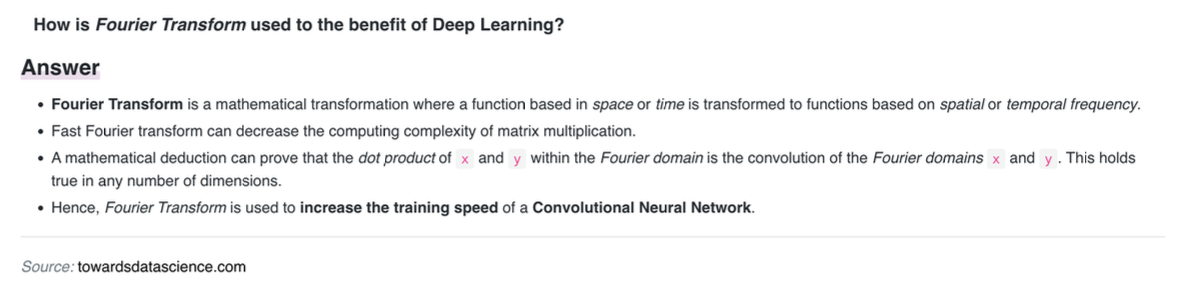 How is Fourier Transform used to the benefit of Deep Learning?
Answer
• Fourier Transform is a mathematical transformation where a function based in space or time is transformed to functions based on spatial or temporal frequency.
• Fast Fourier transform can decrease the computing complexity of matrix multiplication.
• A mathematical deduction can prove that the dot product of x and y within the Fourier domain is the convolution of the Fourier domains x and y . This holds
true in any number of dimensions.
• Hence, Fourier Transform is used to increase the training speed of a Convolutional Neural Network.
Source: towardsdatascience.com